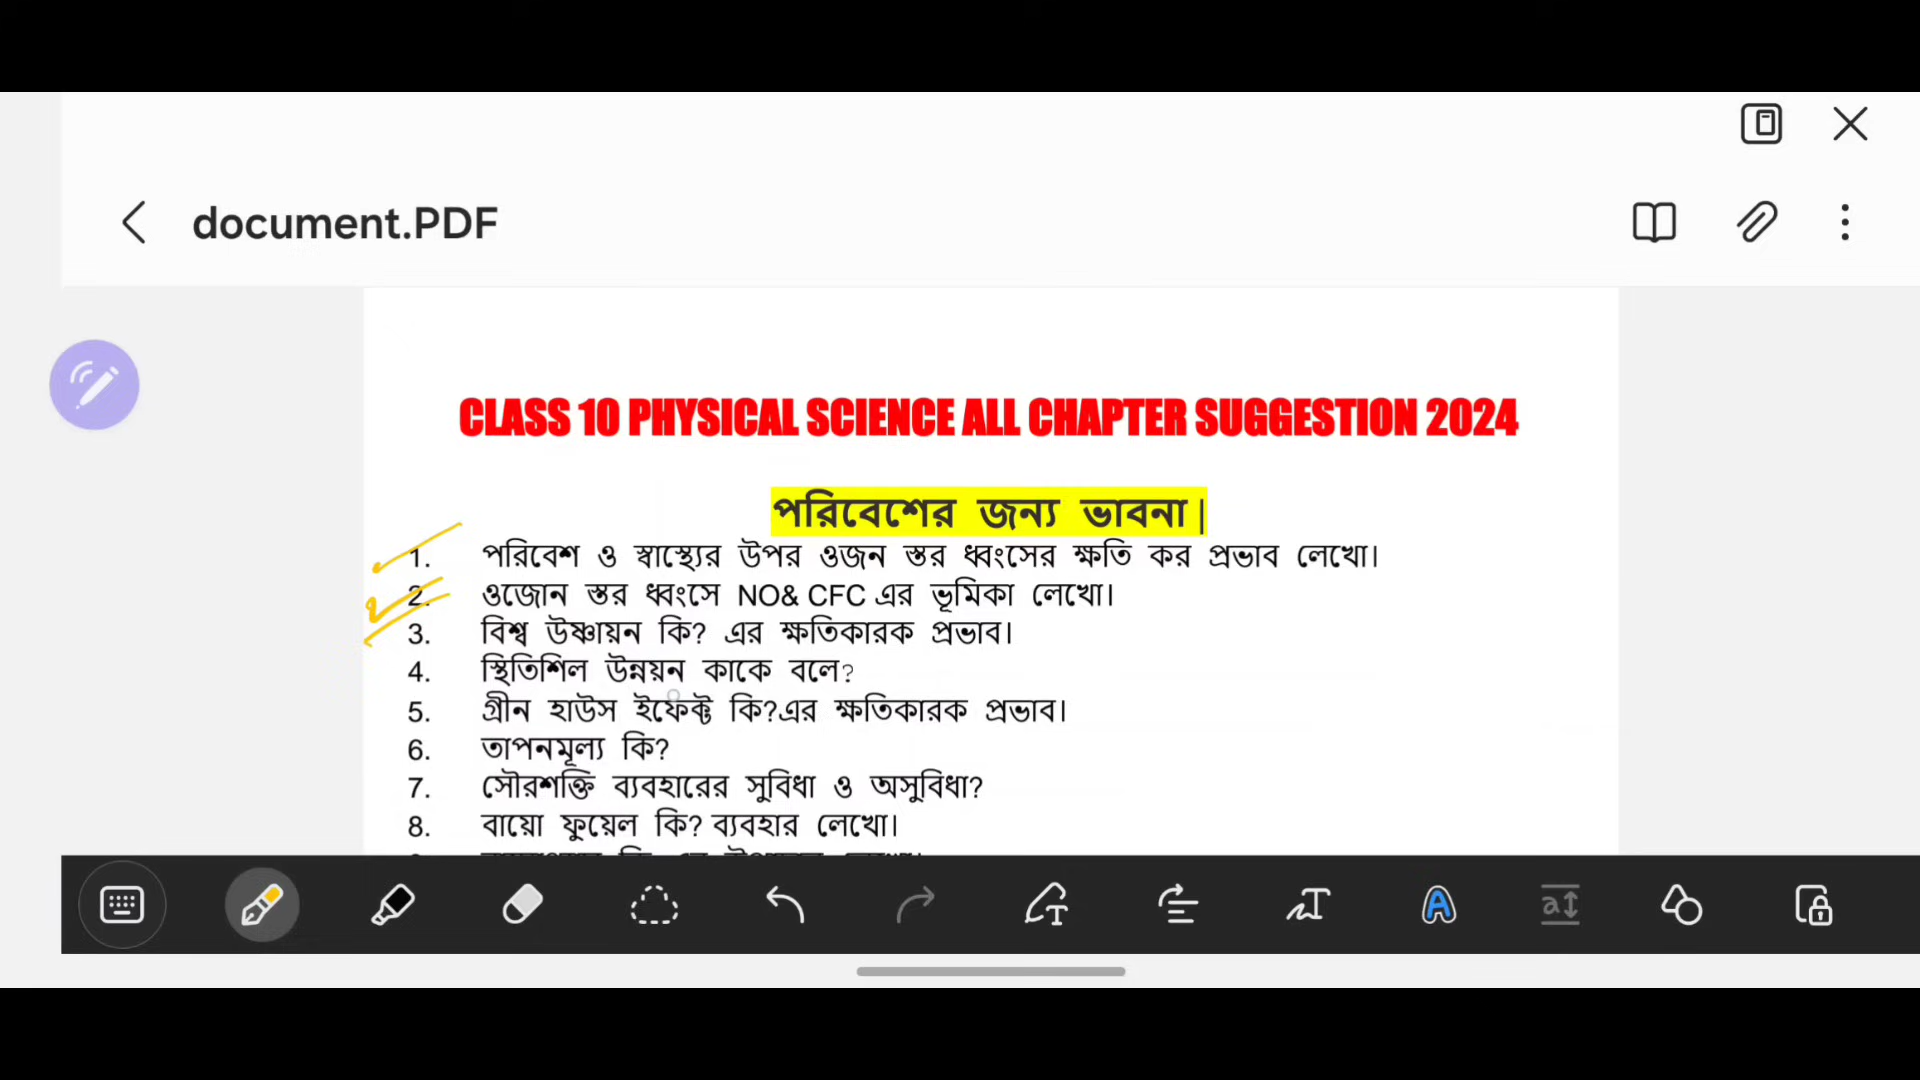 document.PDF
CLASS 10 PHYSICAL SCIENCE ALL CHAPTER SUGGESTION 2024
পরিবেশের জন্য ভাবনা|
1. পরিবেশ ও স্বাস্থ্যের উপর ওজন স্তর ধ্বংসের ক্ষতি কর প্রভাব লেখো।
2. ওজোন স্তর ধ্বংসে NO& CFC এর ভূমিকা লেখো।
3. বিশ্ব উষ্ণায়ন কি? এর ক্ষতিকারক প্রভাব।
4. স্থিতিশিল উন্নয়ন কাকে বলে?
5. গ্রীন হাউস ইফেক্ট কি?এর ক্ষতিকারক প্রভাব।
6. তাপনমূল্য কি?
7. সৌরশক্তি ব্যবহারের সুবিধা ও অসুবিধা?
8. বায়ো ফুয়েল কি? ব্যবহার লেখো।